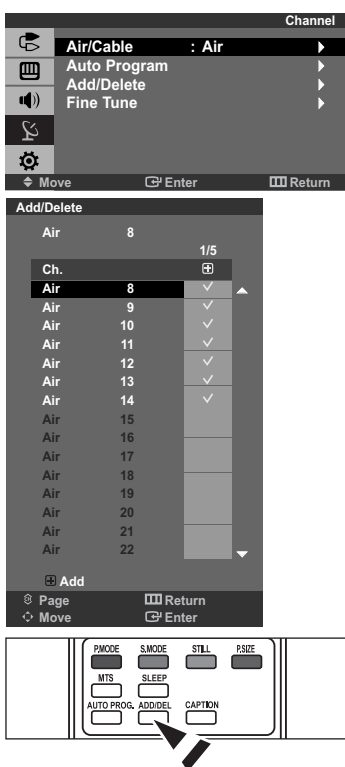 Channel
Air/Cable : Air
Auto Program
Add/Delete
Fine Tune
Move Enter Return
Add/Delete
Air 8
1/5
Ch.
Air 8
Air 9
Air 10
Air 11
Air 12
Air 13
Air 14
Air 15
Air 16
Air 17
Air 18
Air 19
Air 20
Air 21
Air 22
Add
Page Return
Move Enter
P.MODE S.MODE STILL P.SIZE
MTS SLEEP
AUTO PROG. ADD/DEL CAPTION